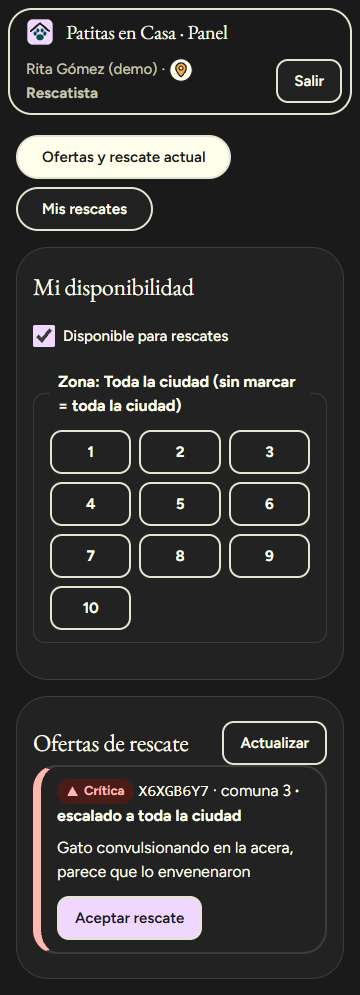 Patitas en Casa · Panel
Rita Gómez (demo) ·
Rescatista
Salir
Ofertas y rescate actual
Mis rescates
Mi disponibilidad
Disponible para rescates
Zona: Toda la ciudad (sin marcar
= toda la ciudad)
1 2 3
4 5 6
7 8 9
10
Ofertas de rescate
Actualizar
Crítica X6XGB6Y7 · comuna 3 ·
escalado a toda la ciudad
Gato convulsionando en la acera,
parece que lo envenenaron
Aceptar rescate